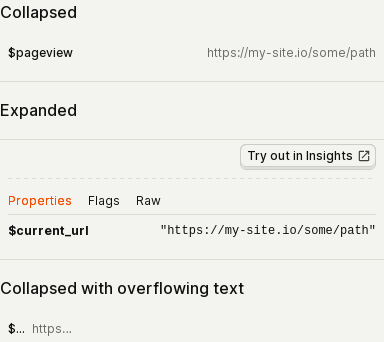 Collapsed
$pageview https://my-site.io/some/path
Expanded
Try out in Insights
Properties Flags Raw
$current_url "https://my-site.io/some/path"
Collapsed with overflowing text
$... https...